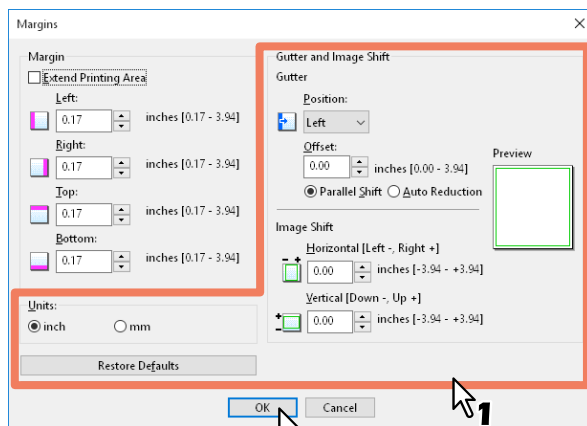 Margins
Margin
Extend Printing Area
Left:
0.17 inches [0.17 - 3.94]
Right:
0.17 inches [0.17 - 3.94]
Top:
0.17 inches [0.17 - 3.94]
Bottom:
0.17 inches [0.17 - 3.94]
Units:
inch mm
Restore Defaults
Gutter and Image Shift
Gutter
Position:
Left
Offset:
0.00 inches [0.00 - 3.94]
Parallel Shift Auto Reduction
Preview
Image Shift
Horizontal [Left -, Right +]
0.00 inches [-3.94 - +3.94]
Vertical [Down -, Up +]
0.00 inches [-3.94 - +3.94]
OK Cancel
1